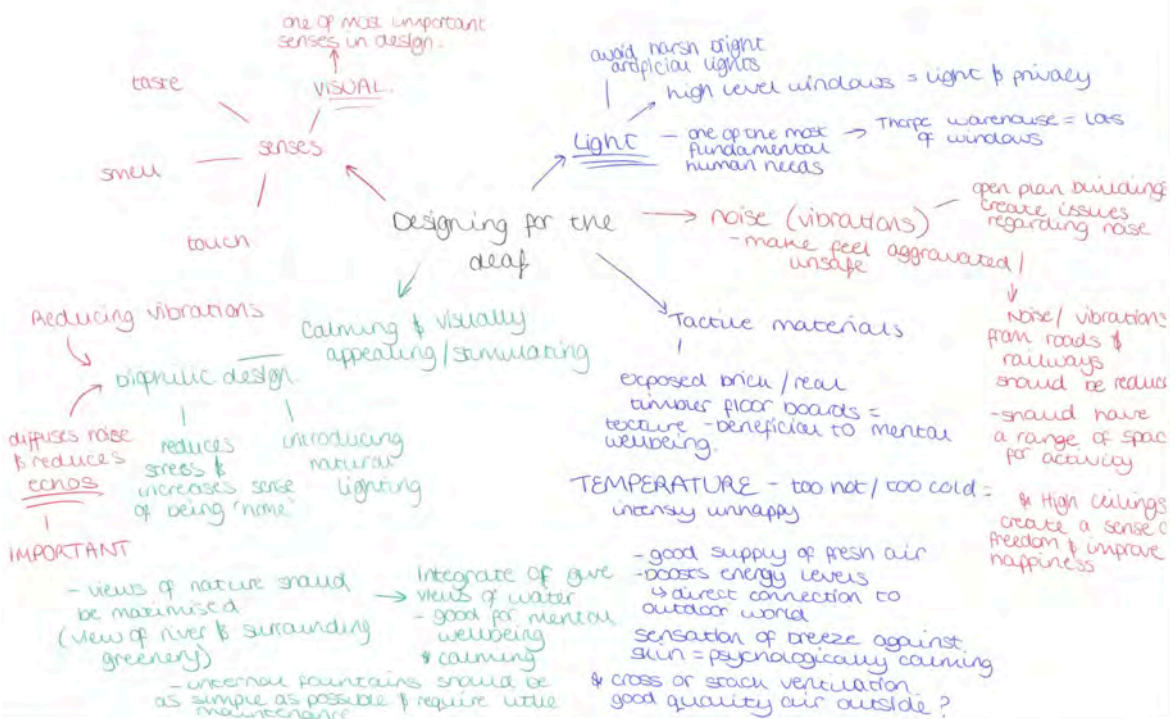 one of most important
senses in design.
VISUAL.
taste
senses
smell
touch
Designing for the
deaf
avoid harsh bright
artificial lights
high level windows = light & privacy
Light
- one of the most
fundamental
human needs
Thorpe warehouse = lots
of windows
noise (vibrations)
- make feel aggravated /
unsafe
open plan building
create issues
regarding noise
Noise / vibrations
from roads &
railways
should be reduc
- should have
a range of spac
for activity
& High ceilings
create a sense
freedom & improve
happiness
Tactile materials
exposed brick / real
timber floor boards =
texture - beneficial to mental
wellbeing.
TEMPERATURE - too hot / too cold =
intensly unhappy
- good supply of fresh air
- boosts energy levels
↳ direct connection to
outdoor world
sensation of breeze against
skin = psychologically calming
& cross or stack ventilation
good quality air outside ?
Calming & visually
appealing / stimulating
Reducing vibrations
biophilic design
diffuses noise
& reduces
echos
IMPORTANT
reduces
stress &
increases sense
of being 'home'
introducing
natural
lighting
- views of nature should
be maximised
(view of river & surrounding
greenery)
Integrate of give
views of water
- good for mental
wellbeing
& calming
- internal fountains should be
as simple as possible & require little
maintenance